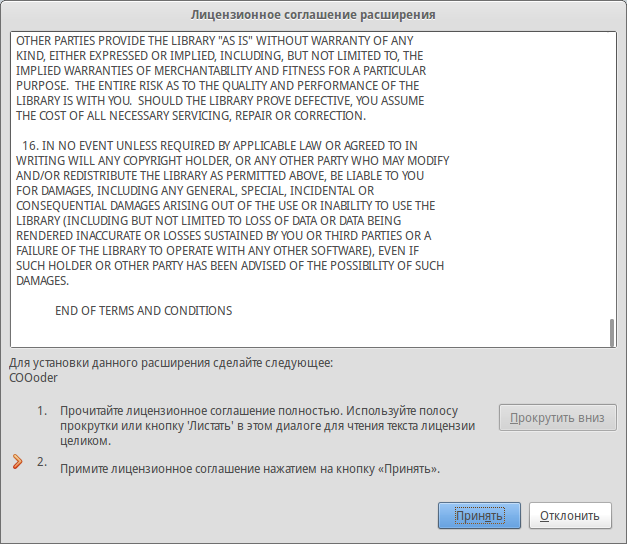 Лицензионное соглашение расширения
OTHER PARTIES PROVIDE THE LIBRARY "AS IS" WITHOUT WARRANTY OF ANY
KIND, EITHER EXPRESSED OR IMPLIED, INCLUDING, BUT NOT LIMITED TO, THE
IMPLIED WARRANTIES OF MERCHANTABILITY AND FITNESS FOR A PARTICULAR
PURPOSE.  THE ENTIRE RISK AS TO THE QUALITY AND PERFORMANCE OF THE
LIBRARY IS WITH YOU.  SHOULD THE LIBRARY PROVE DEFECTIVE, YOU ASSUME
THE COST OF ALL NECESSARY SERVICING, REPAIR OR CORRECTION.
16. IN NO EVENT UNLESS REQUIRED BY APPLICABLE LAW OR AGREED TO IN
WRITING WILL ANY COPYRIGHT HOLDER, OR ANY OTHER PARTY WHO MAY MODIFY
AND/OR REDISTRIBUTE THE LIBRARY AS PERMITTED ABOVE, BE LIABLE TO YOU
FOR DAMAGES, INCLUDING ANY GENERAL, SPECIAL, INCIDENTAL OR
CONSEQUENTIAL DAMAGES ARISING OUT OF THE USE OR INABILITY TO USE THE
LIBRARY (INCLUDING BUT NOT LIMITED TO LOSS OF DATA OR DATA BEING
RENDERED INACCURATE OR LOSSES SUSTAINED BY YOU OR THIRD PARTIES OR A
FAILURE OF THE LIBRARY TO OPERATE WITH ANY OTHER SOFTWARE), EVEN IF
SUCH HOLDER OR OTHER PARTY HAS BEEN ADVISED OF THE POSSIBILITY OF SUCH
DAMAGES.
END OF TERMS AND CONDITIONS
Для установки данного расширения сделайте следующее:
COOoder
1. Прочитайте лицензионное соглашение полностью. Используйте полосу
прокрутки или кнопку 'Листать' в этом диалоге для чтения текста лицензии
целиком.
Прокрутить вниз
2. Примите лицензионное соглашение нажатием на кнопку «Принять».
Принять
Отклонить